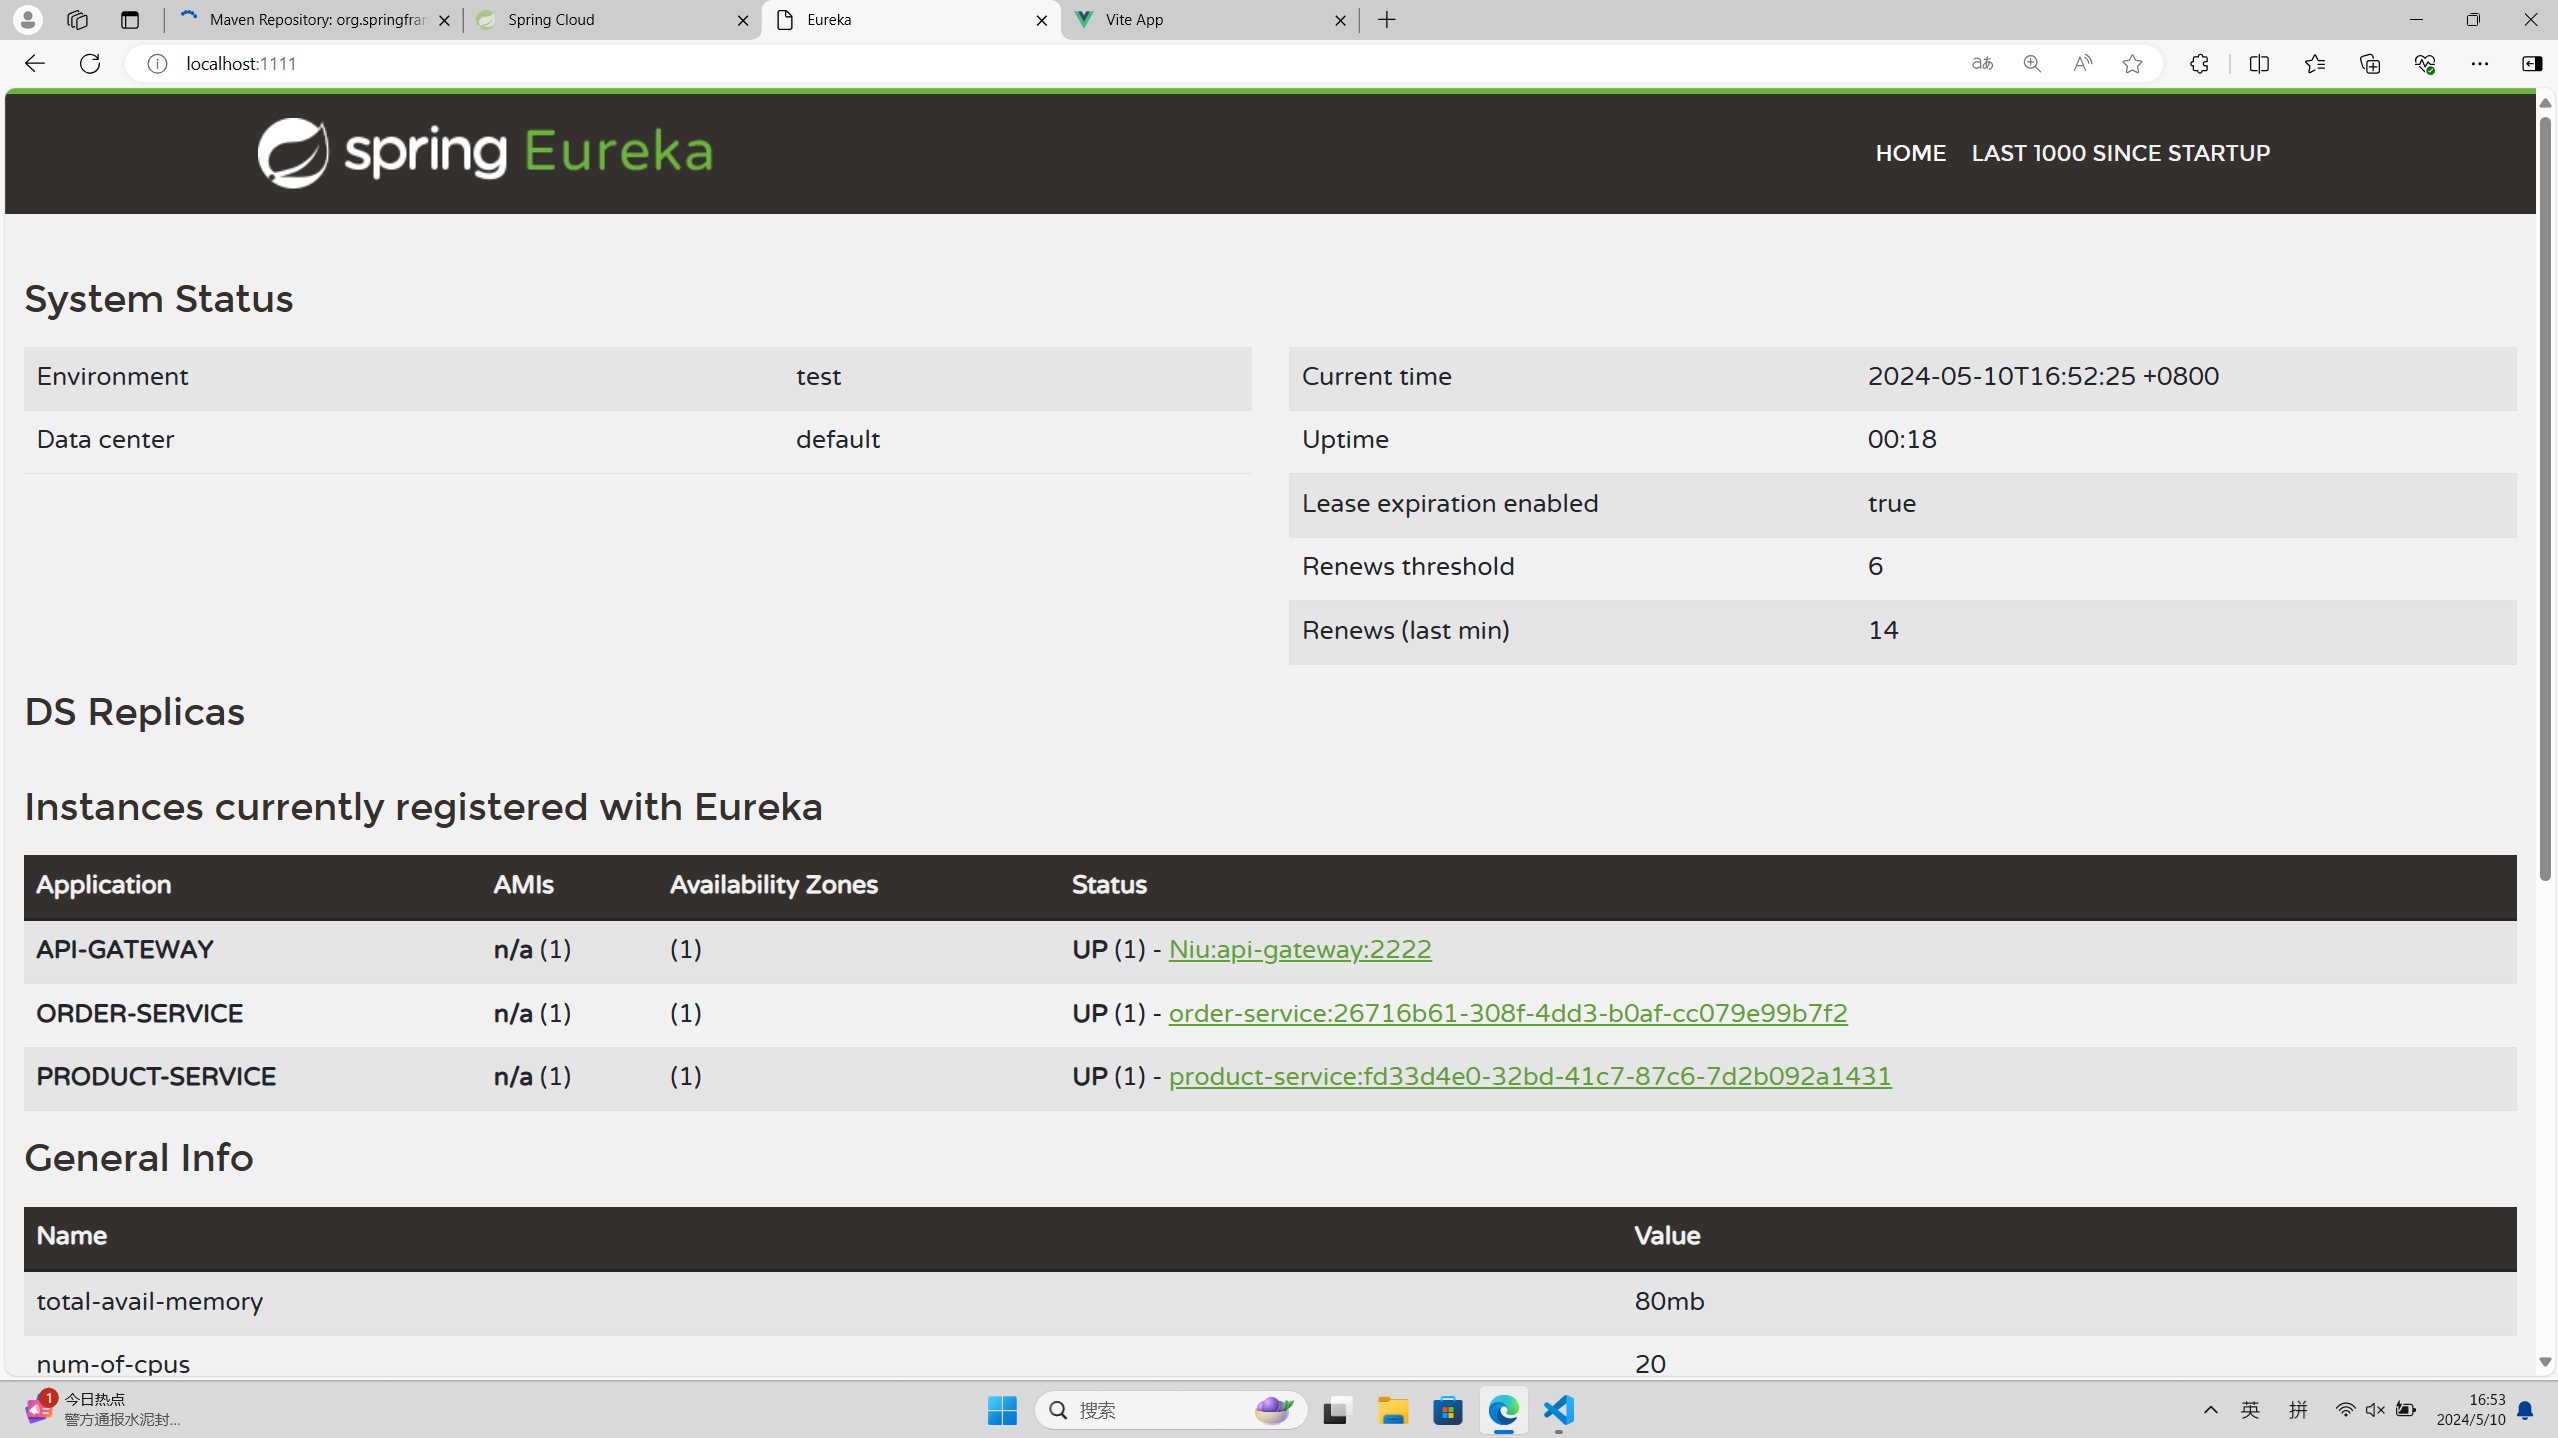 Maven Repository: org.springfran
Spring Cloud
Eureka
Vite App
localhost:1111
spring Eureka
HOME LAST 1000 SINCE STARTUP
System Status
Environment test
Data center default
Current time 2024-05-10T16:52:25 +0800
Uptime 00:18
Lease expiration enabled true
Renews threshold 6
Renews (last min) 14
DS Replicas
Instances currently registered with Eureka
Application AMIs Availability Zones Status
API-GATEWAY n/a (1) (1) UP (1) - Niu:api-gateway:2222
ORDER-SERVICE n/a (1) (1) UP (1) - order-service:26716b61-308f-4dd3-b0af-cc079e99b7f2
PRODUCT-SERVICE n/a (1) (1) UP (1) - product-service:fd33d4e0-32bd-41c7-87c6-7d2b092a1431
General Info
Name Value
total-avail-memory 80mb
num-of-cpus 20
1 今日热点
警方通报水泥封...
搜索
英 拼
16:53
2024/5/10